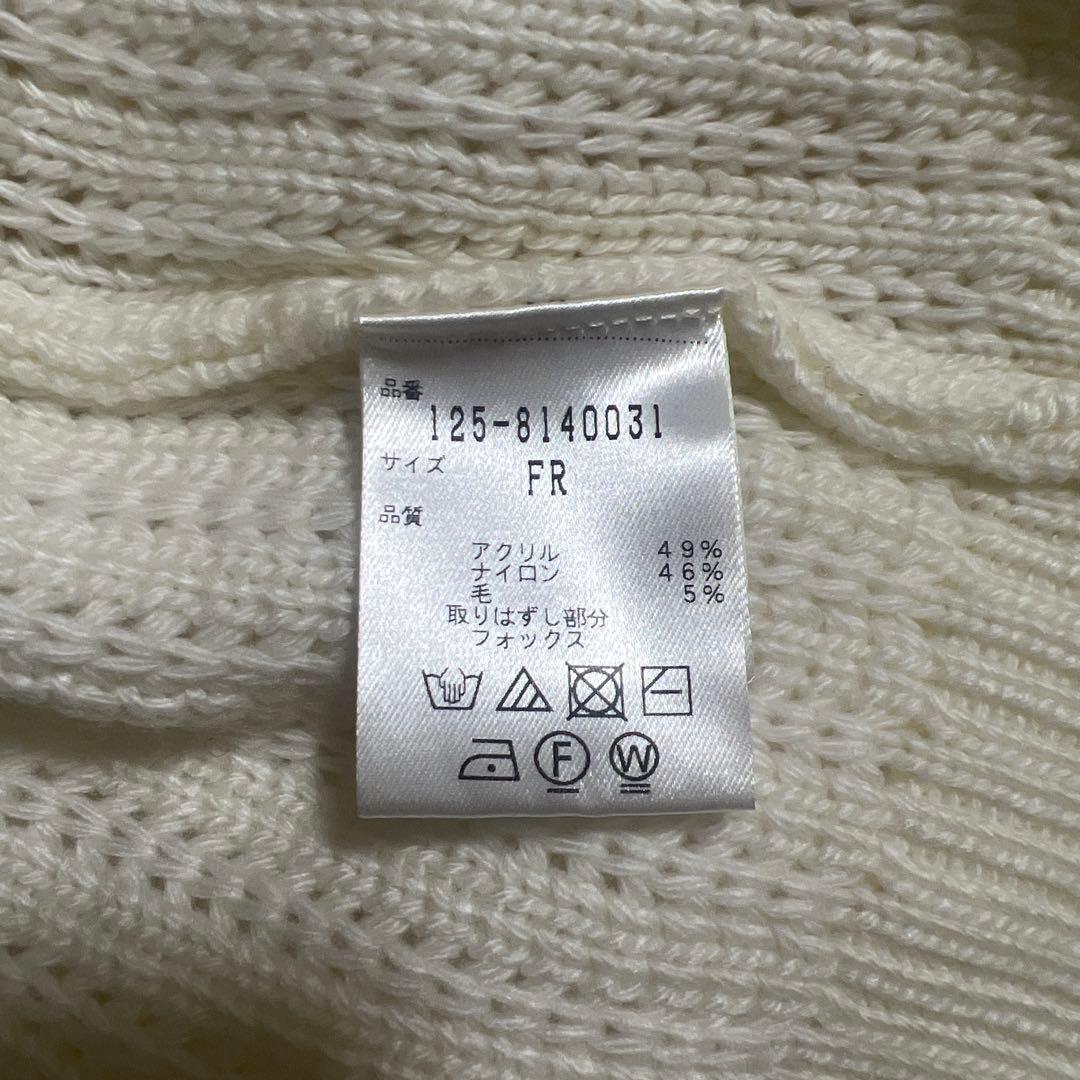 品番
125-8140031
サイズ
FR
品質
アクリル 49%
ナイロン 46%
毛 5%
取りはずし部分
フォックス
F W